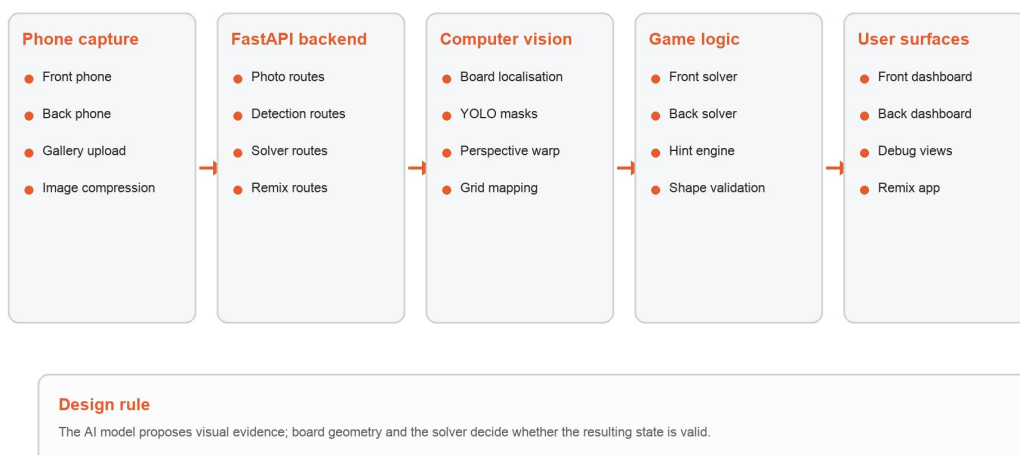 Phone capture
Front phone
Back phone
Gallery upload
Image compression
FastAPI backend
Photo routes
Detection routes
Solver routes
Remix routes
Computer vision
Board localisation
YOLO masks
Perspective warp
Grid mapping
Game logic
Front solver
Back solver
Hint engine
Shape validation
User surfaces
Front dashboard
Back dashboard
Debug views
Remix app
Design rule
The AI model proposes visual evidence; board geometry and the solver decide whether the resulting state is valid.